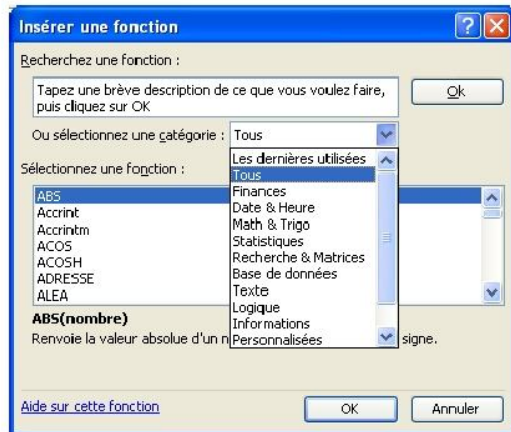 Insérer une fonction
Recherchez une fonction :
Tapez une brève description de ce que vous voulez faire,
puis cliquez sur OK
Ok
Ou sélectionnez une catégorie : Tous
Les dernières utilisées
Tous
Finances
Date & Heure
Math & Trigo
Statistiques
Recherche & Matrices
Base de données
Texte
Logique
Informations
Personnalisées
Sélectionnez une fonction :
ABS
Accrint
Accrintm
ACOS
ACOSH
ADRESSE
ALEA
ABS(nombre)
Renvoie la valeur absolue d'un signe.
Aide sur cette fonction
OK
Annuler